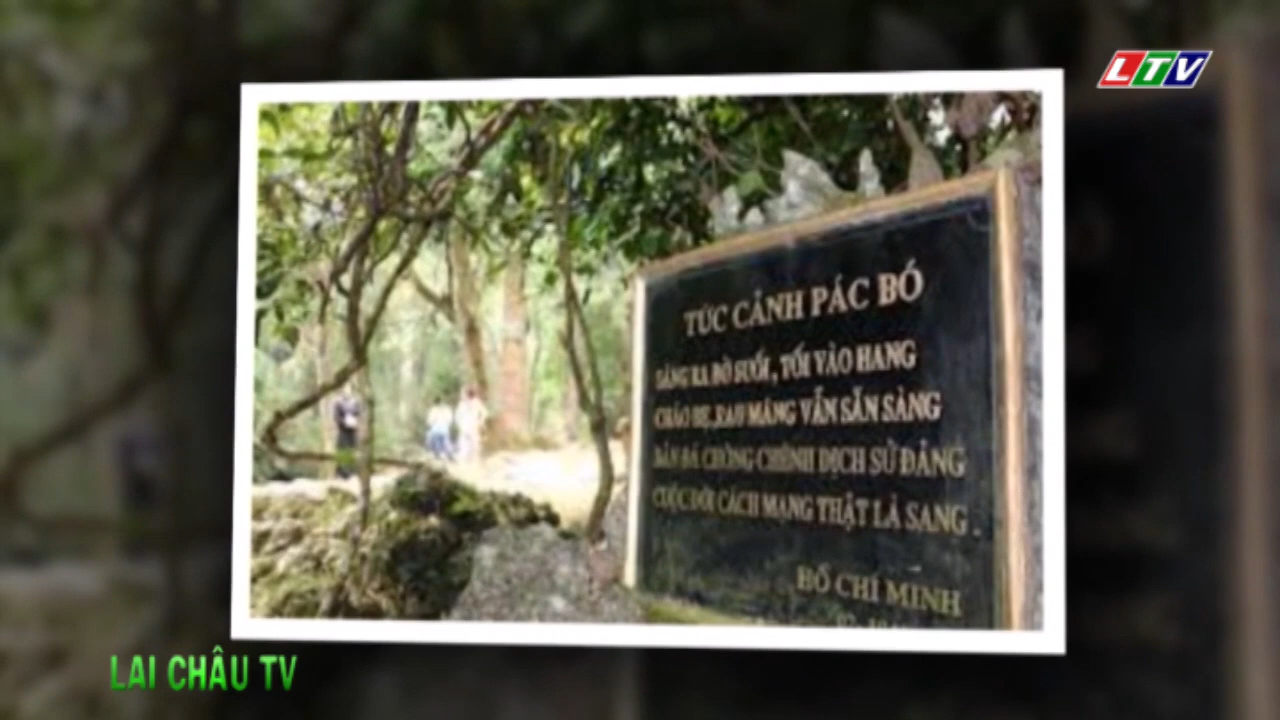 LTV
TỨC CẢNH PÁC BÓ
SÁNG RA BỜ SUỐI, TỐI VÀO HANG
CHÁO BẸ, RAU MĂNG VẪN SẴN SÀNG
BÀN ĐÁ CHÔNG CHÊNH DỊCH SỬ ĐẢNG
CUỘC ĐỜI CÁCH MẠNG THẬT LÀ SANG.
HỒ CHÍ MINH
LAI CHÂU TV